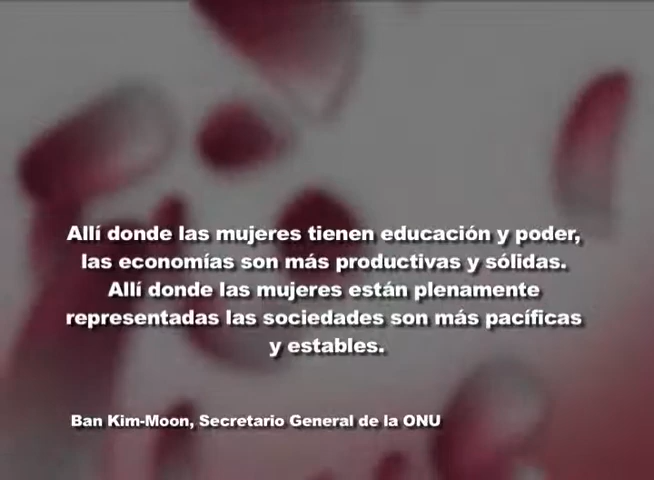 Allí donde las mujeres tienen educación y poder,
las economías son más productivas y sólidas.
Allí donde las mujeres están plenamente
representadas las sociedades son más pacíficas
y estables.
Ban Kim-Moon, Secretario General de la ONU